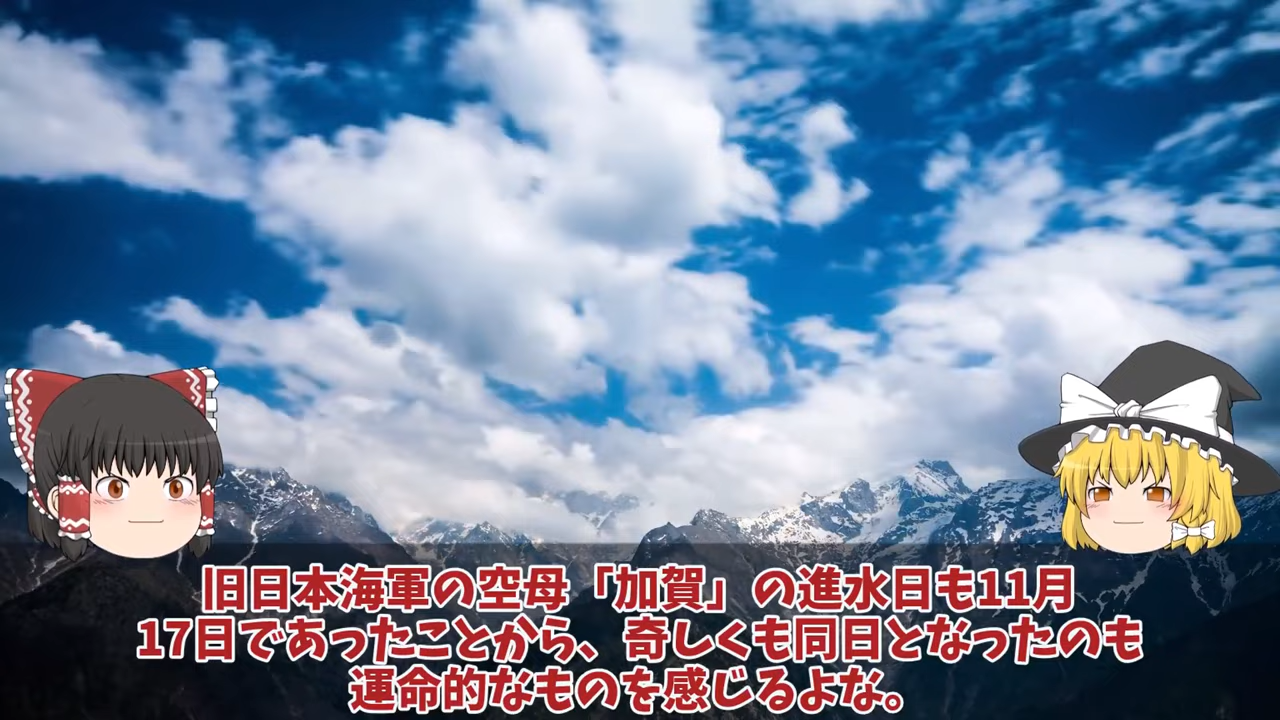 旧日本海軍の空母「加賀」の進水日も11月
17日であったことから、奇しくも同日となったのも
運命的なものを感じるよな。